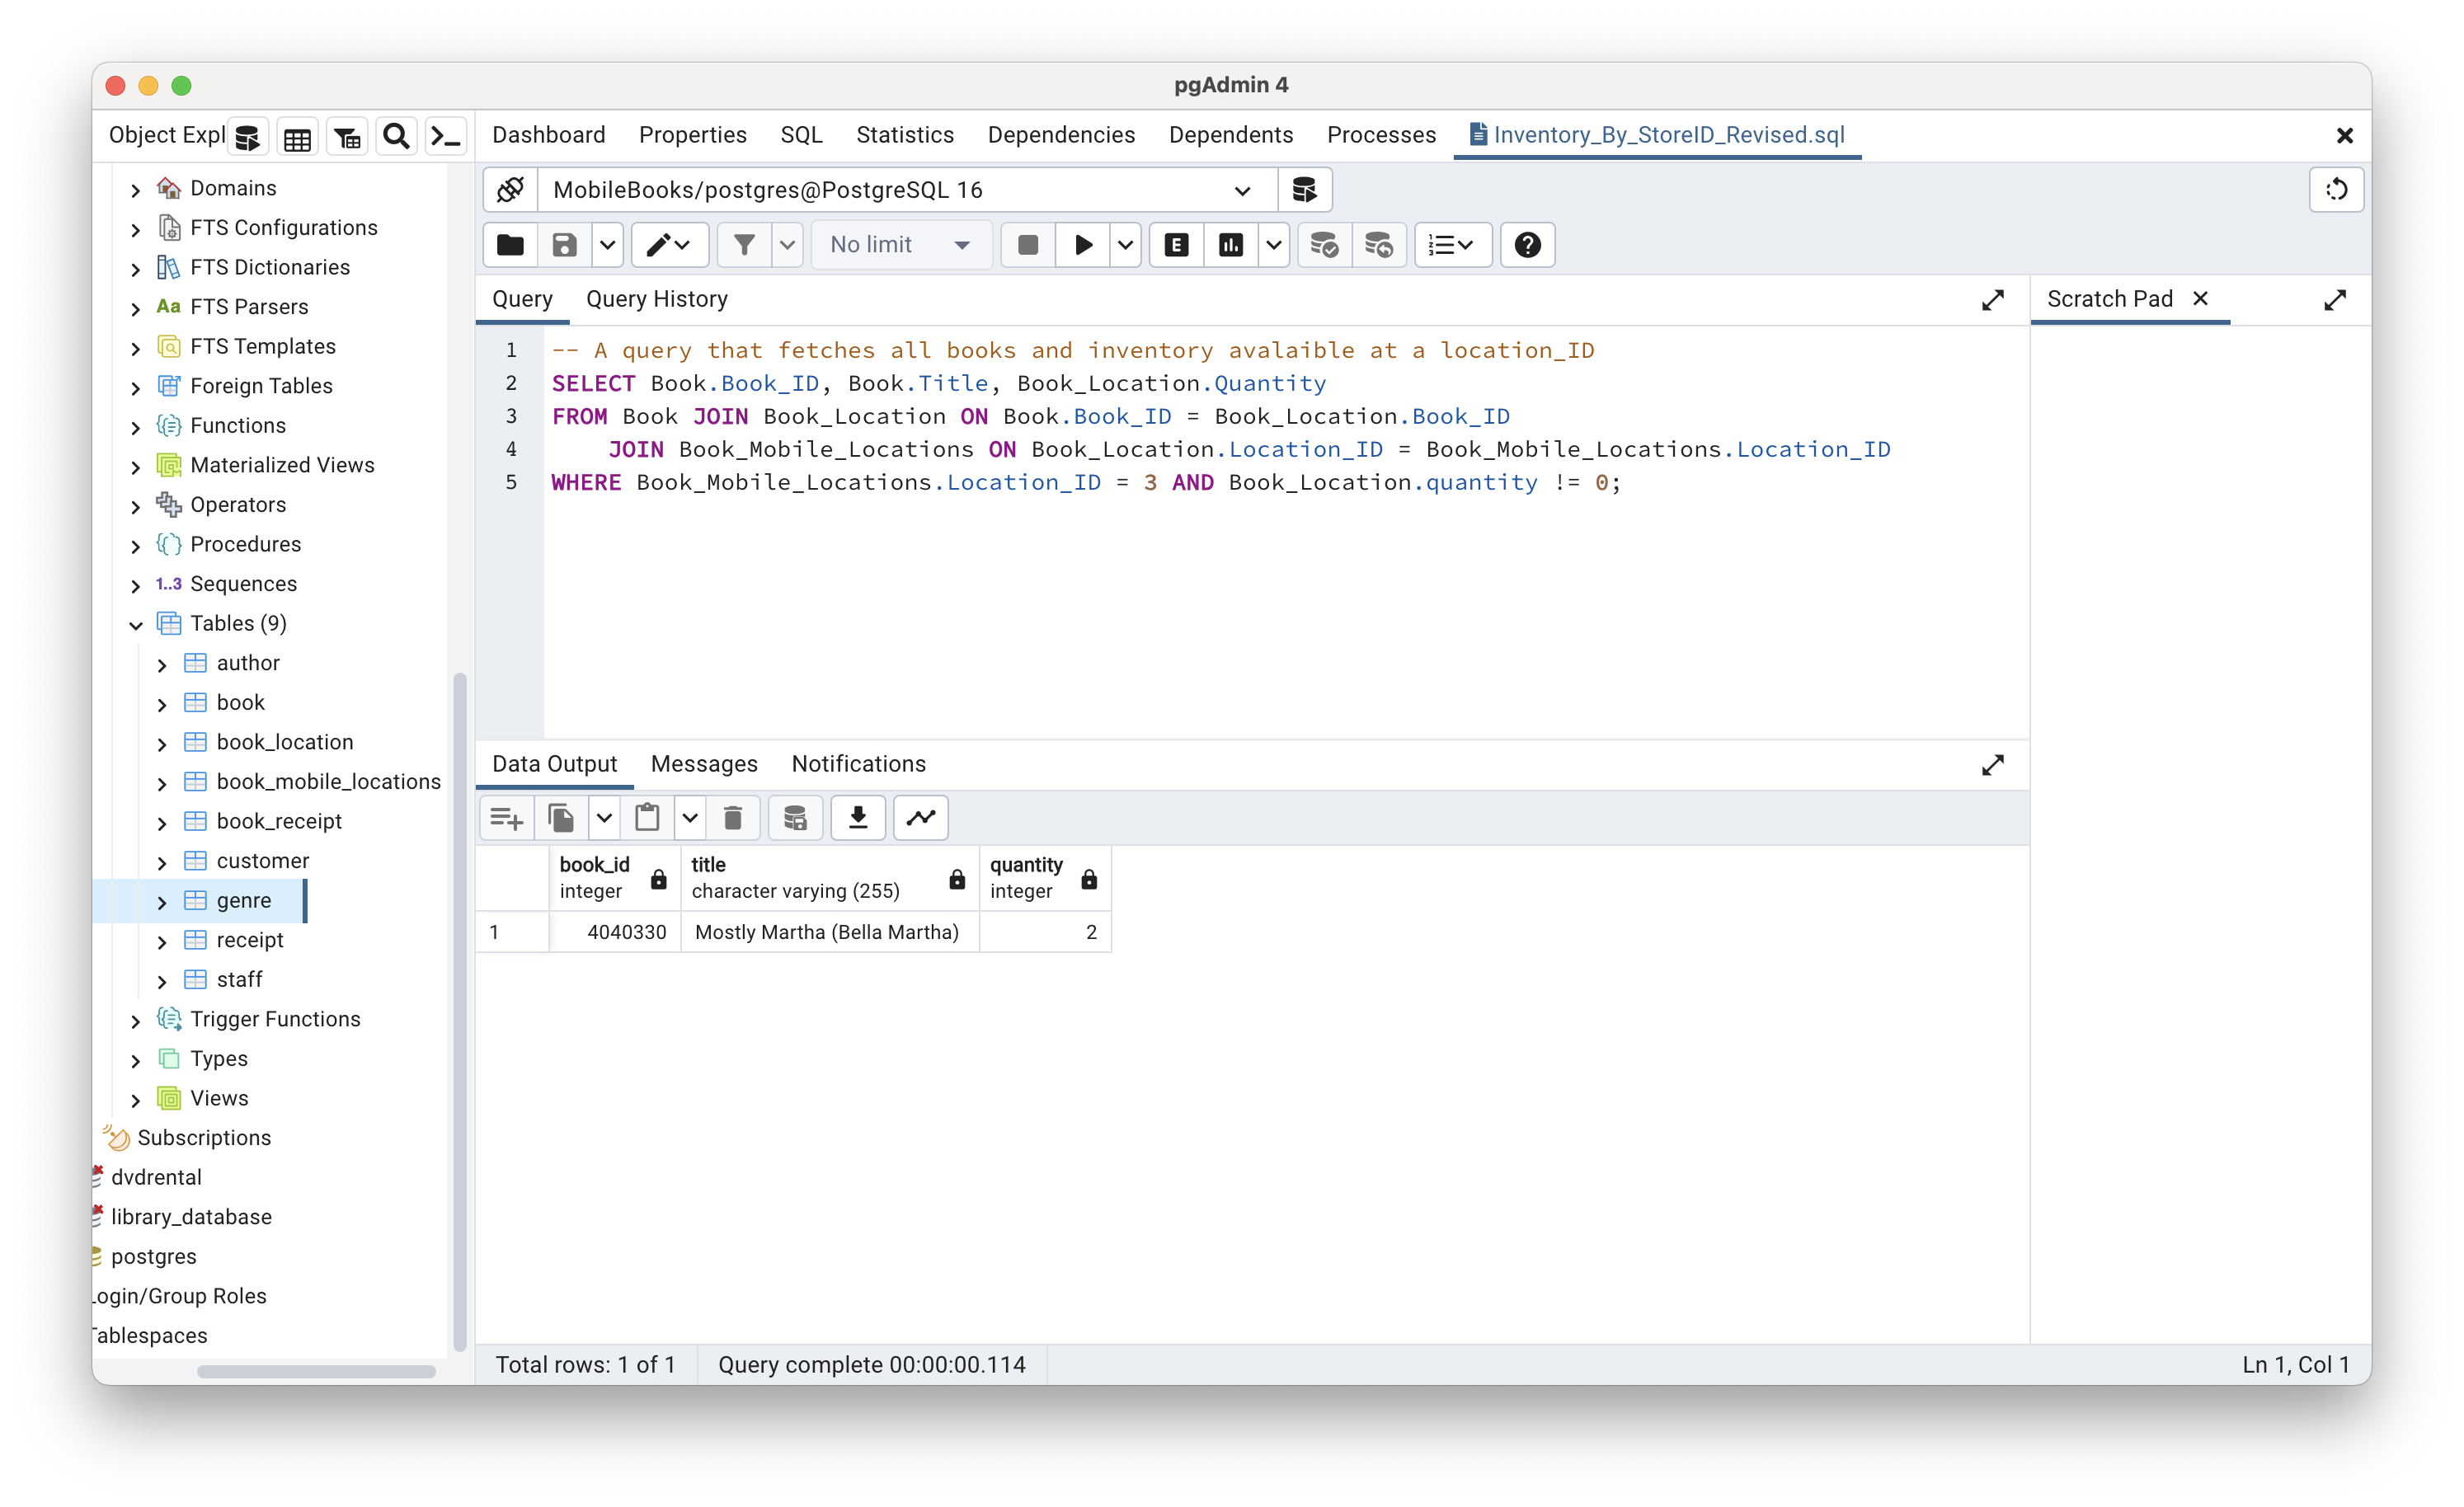 pgAdmin 4
Object Expl
Dashboard Properties SQL Statistics Dependencies Dependents Processes Inventory_By_StoreID_Revised.sql
MobileBooks/postgres@PostgreSQL 16
No limit
E
Query Query History
Scratch Pad
1 -- A query that fetches all books and inventory avalaible at a location_ID
2 SELECT Book.Book_ID, Book.Title, Book_Location.Quantity
3 FROM Book JOIN Book_Location ON Book.Book_ID = Book_Location.Book_ID
4 JOIN Book_Mobile_Locations ON Book_Location.Location_ID = Book_Mobile_Locations.Location_ID
5 WHERE Book_Mobile_Locations.Location_ID = 3 AND Book_Location.quantity != 0;
Domains
FTS Configurations
FTS Dictionaries
Aa FTS Parsers
FTS Templates
Foreign Tables
Functions
Materialized Views
Operators
Procedures
1..3 Sequences
Tables (9)
author
book
book_location
book_mobile_locations
book_receipt
customer
genre
receipt
staff
Trigger Functions
Types
Views
Subscriptions
dvdrental
library_database
postgres
Login/Group Roles
Tablespaces
Data Output Messages Notifications
book_id title quantity
integer character varying (255) integer
1 4040330 Mostly Martha (Bella Martha) 2
Total rows: 1 of 1 Query complete 00:00:00.114 Ln 1, Col 1